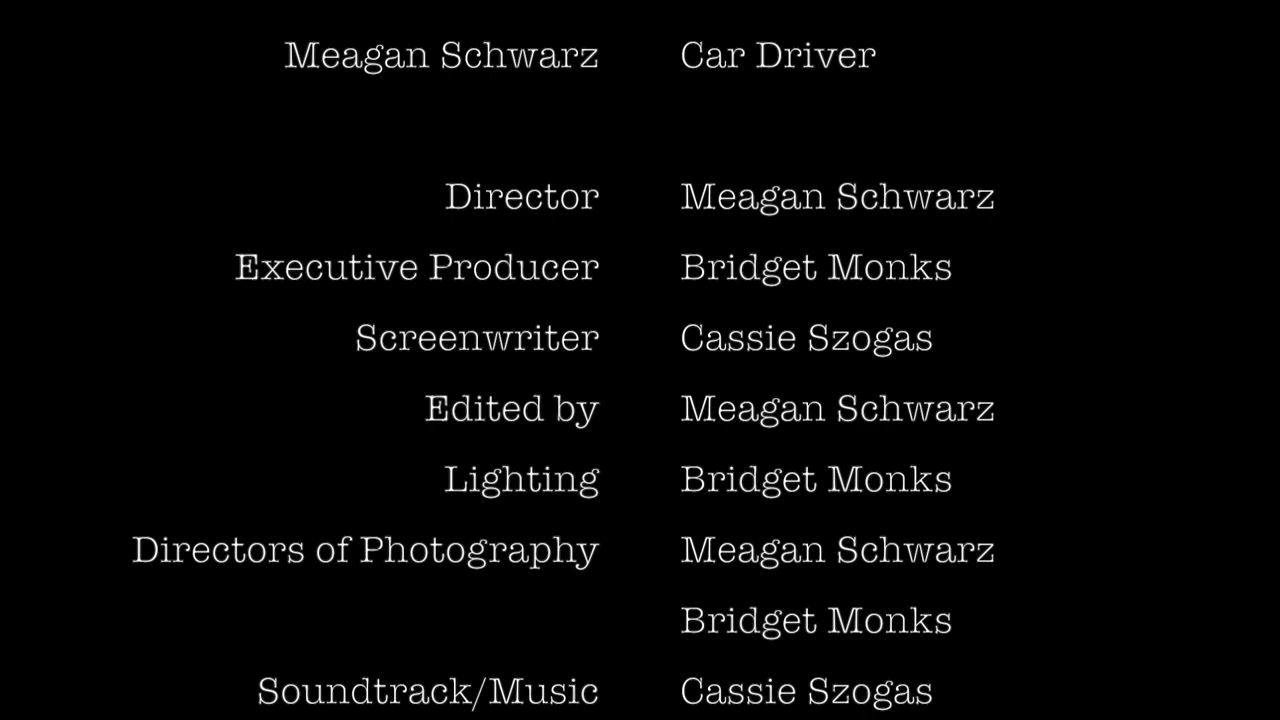 Meagan Schwarz Car Driver
Director Meagan Schwarz
Executive Producer Bridget Monks
Screenwriter Cassie Szogas
Edited by Meagan Schwarz
Lighting Bridget Monks
Directors of Photography Meagan Schwarz
Bridget Monks
Soundtrack/Music Cassie Szogas